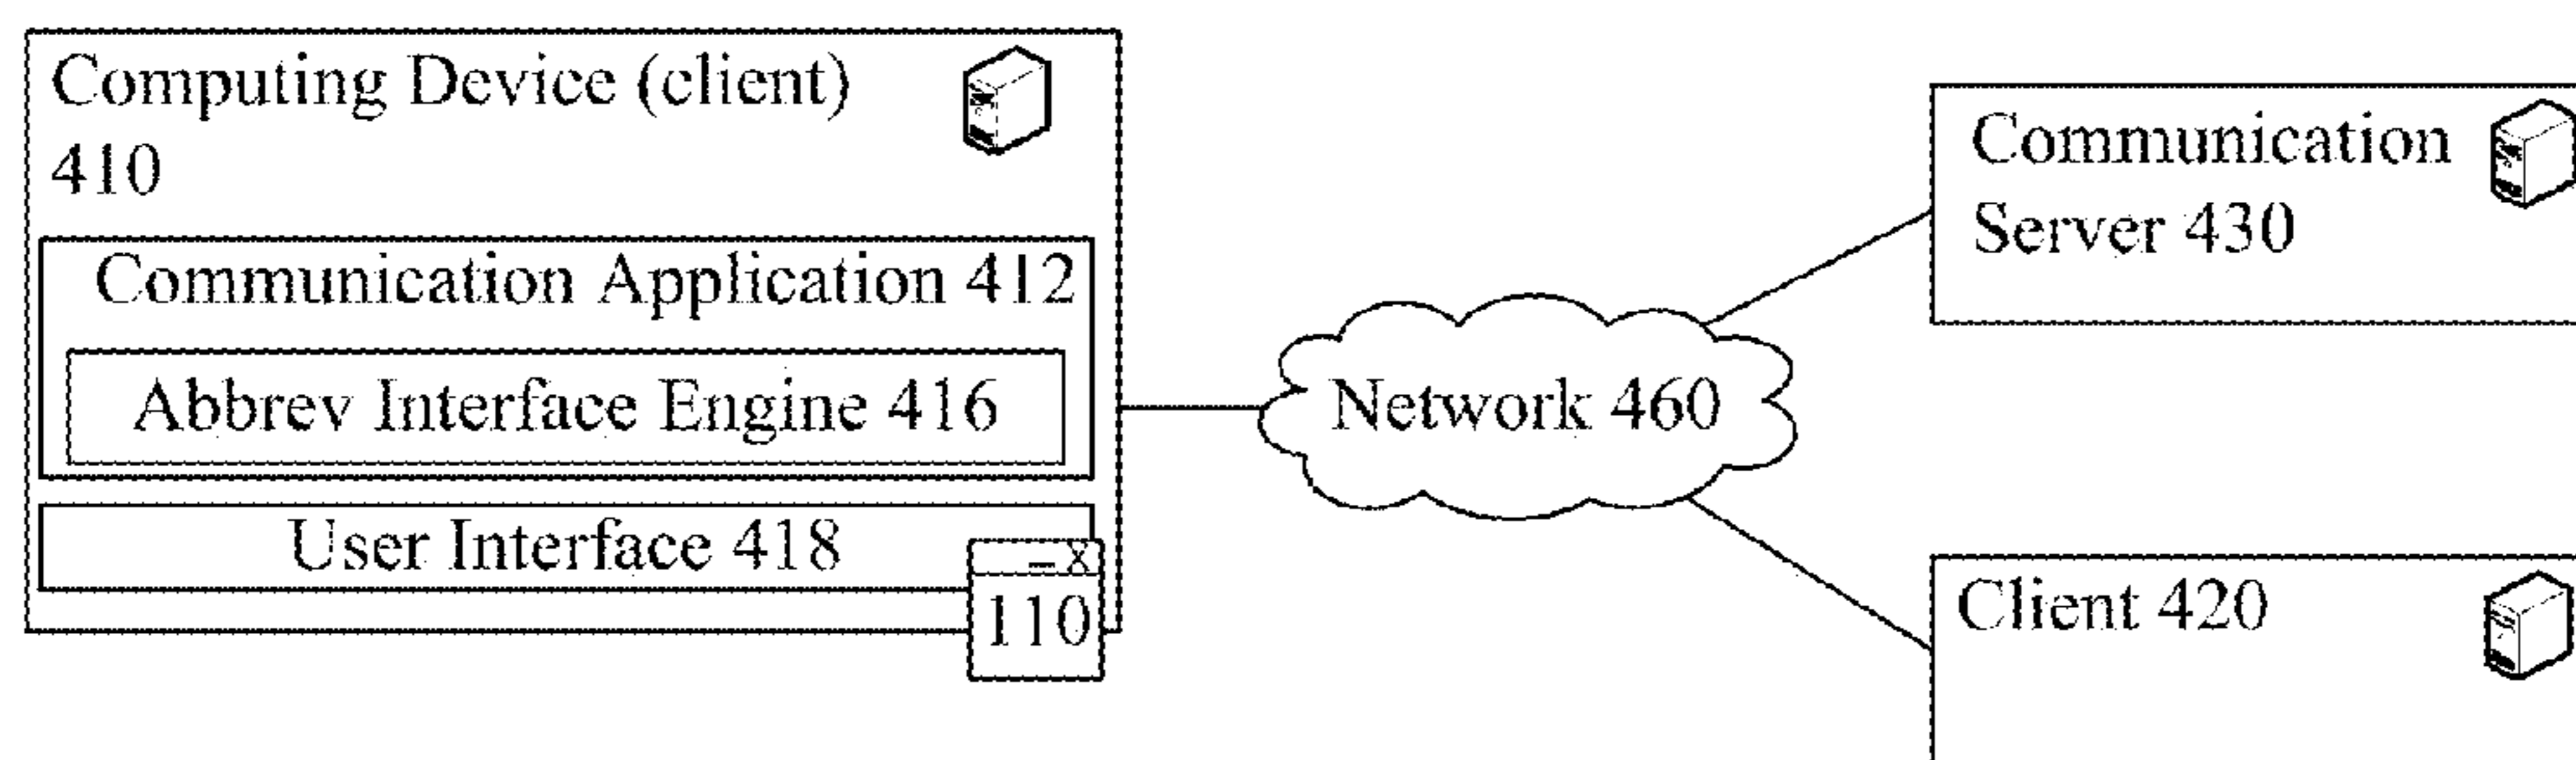 Computing Device (client)
410
Communication Application 412
Abbrev Interface Engine 416
User Interface 418
_ X
110
Network 460
Communication
Server 430
Client 420